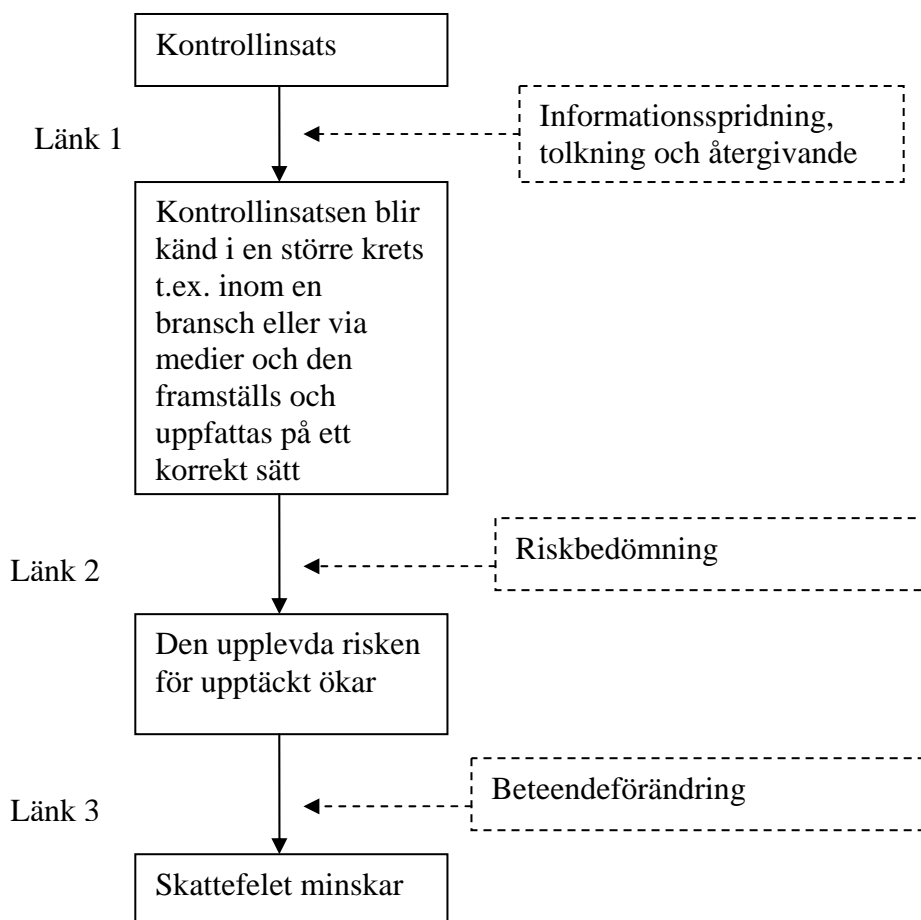 Kontrollinsats
Länk 1
Informationsspridning,
tolkning och återgivande
Kontrollinsatsen blir
känd i en större krets
t.ex. inom en
bransch eller via
medier och den
framställs och
uppfattas på ett
korrekt sätt
Länk 2
Riskbedömning
Den upplevda risken
för upptäckt ökar
Länk 3
Beteendeförändring
Skattefelet minskar